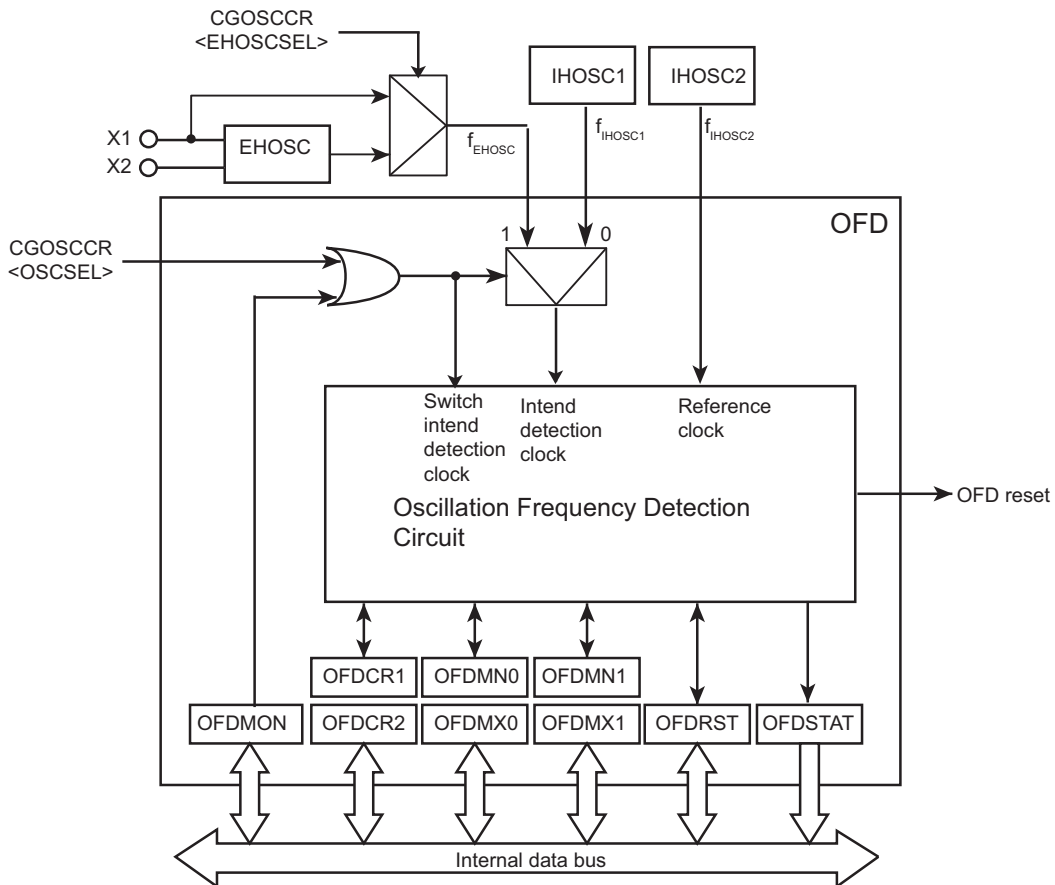 CGOSCCR
<EHOSCSEL>
IHOSC1
IHOSC2
X1
X2
EHOSC
fEHOSC
fIHOSC1
fIHOSC2
OFD
CGOSCCR
<OSCSEL>
1
0
Switch
intend
detection
clock
Intend
detection
clock
Reference
clock
Oscillation Frequency Detection
Circuit
OFD reset
OFDCR1
OFDMN0
OFDMN1
OFDMON
OFDCR2
OFDMX0
OFDMX1
OFDRST
OFDSTAT
Internal data bus